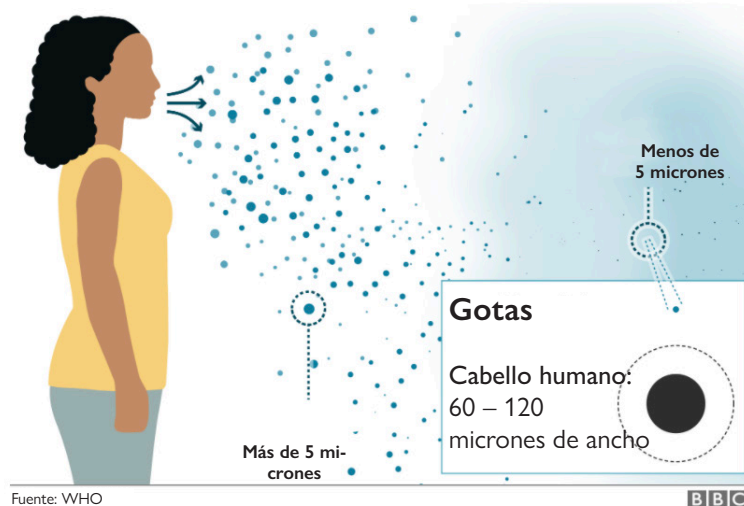 Menos de
5 micrones
Gotas
Cabello humano:
60 – 120
micrones de ancho
Más de 5 mi-
crones
Fuente: WHO
BBC